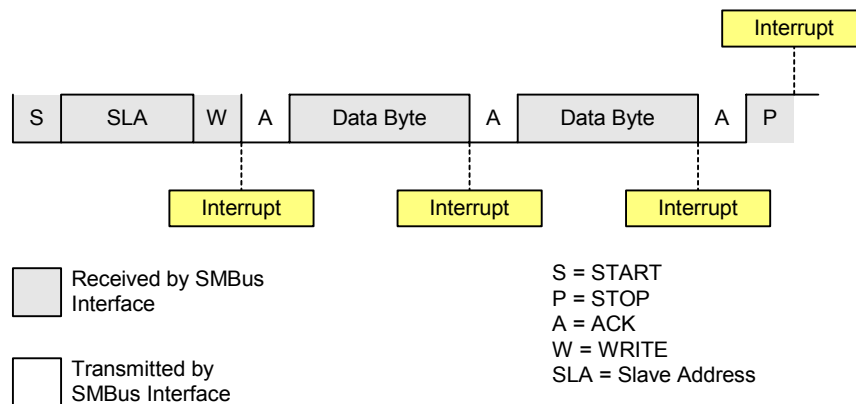 Interrupt
S SLA W A Data Byte A Data Byte A P
Interrupt Interrupt Interrupt
Received by SMBus
Interface
Transmitted by
SMBus Interface
S = START
P = STOP
A = ACK
W = WRITE
SLA = Slave Address